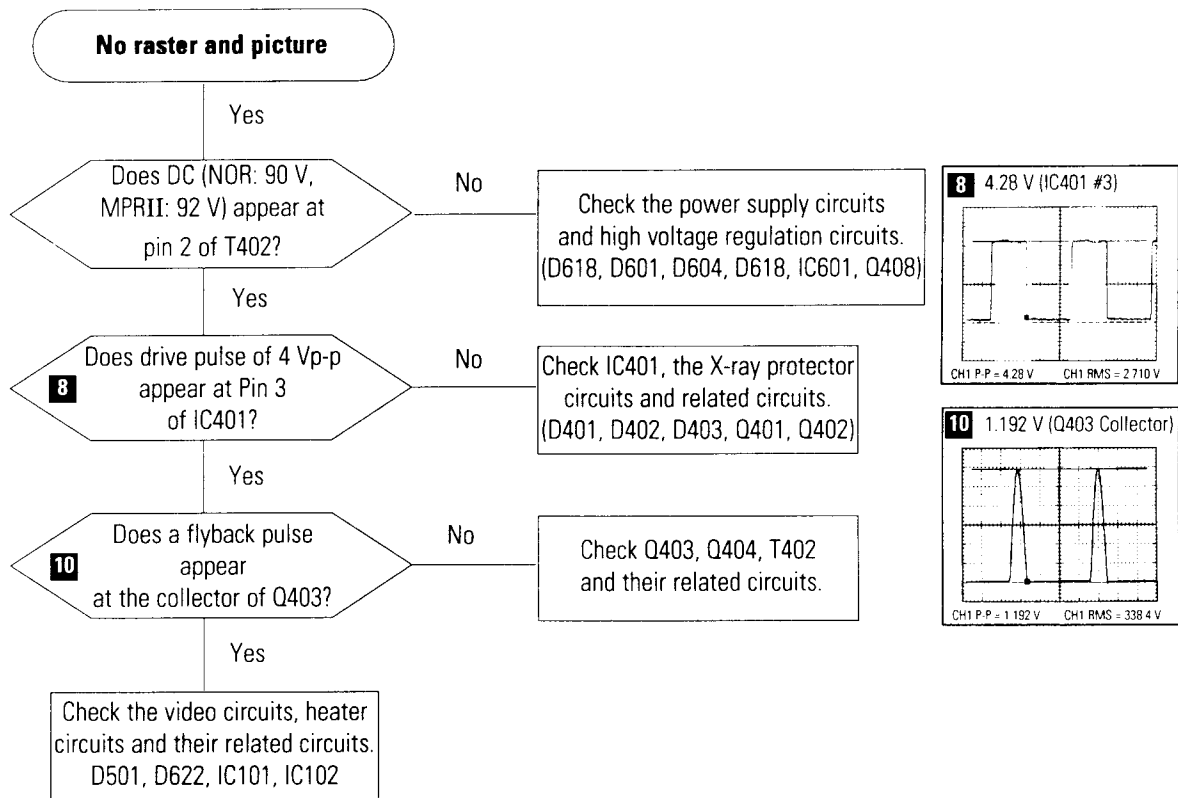 No raster and picture
Yes
Does DC (NOR: 90 V,
MPRII: 92 V) appear at
pin 2 of T402?
No
Check the power supply circuits
and high voltage regulation circuits.
(D618, D601, D604, D618, IC601, Q408)
Yes
8
Does drive pulse of 4 Vp-p
appear at Pin 3
of IC401?
No
Check IC401, the X-ray protector
circuits and related circuits.
(D401, D402, D403, Q401, Q402)
Yes
10
Does a flyback pulse
appear
at the collector of Q403?
No
Check Q403, Q404, T402
and their related circuits.
Yes
Check the video circuits, heater
circuits and their related circuits.
D501, D622, IC101, IC102
8 4.28 V (IC401 #3)
CH1 P-P = 4.28 V CH1 RMS = 2 710 V
10 1.192 V (Q403 Collector)
CH1 P-P = 1 192 V CH1 RMS = 338 4 V